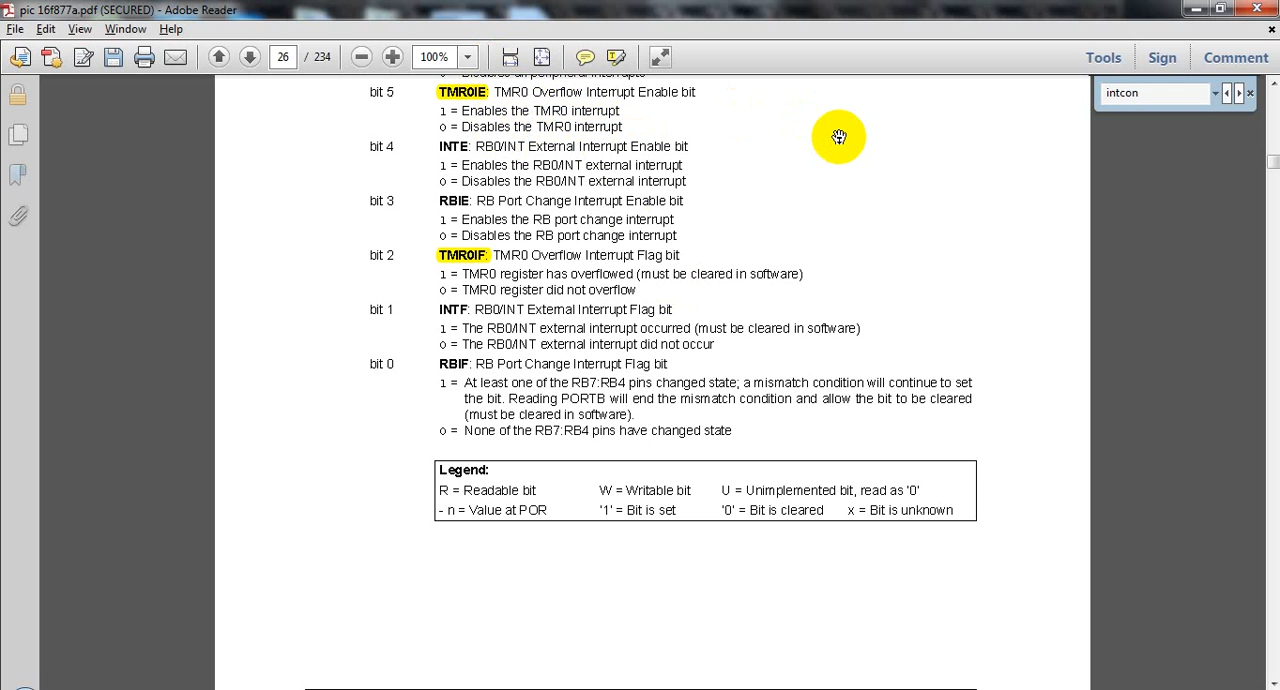 pic 16f877a.pdf (SECURED) - Adobe Reader
File Edit View Window Help
26 / 234 100% Tools Sign Comment
intcon
bit 5 TMR0IE: TMR0 Overflow Interrupt Enable bit
1 = Enables the TMR0 interrupt
0 = Disables the TMR0 interrupt
bit 4 INTE: RB0/INT External Interrupt Enable bit
1 = Enables the RB0/INT external interrupt
0 = Disables the RB0/INT external interrupt
bit 3 RBIE: RB Port Change Interrupt Enable bit
1 = Enables the RB port change interrupt
0 = Disables the RB port change interrupt
bit 2 TMR0IF: TMR0 Overflow Interrupt Flag bit
1 = TMR0 register has overflowed (must be cleared in software)
0 = TMR0 register did not overflow
bit 1 INTF: RB0/INT External Interrupt Flag bit
1 = The RB0/INT external interrupt occurred (must be cleared in software)
0 = The RB0/INT external interrupt did not occur
bit 0 RBIF: RB Port Change Interrupt Flag bit
1 = At least one of the RB7:RB4 pins changed state; a mismatch condition will continue to set
the bit. Reading PORTB will end the mismatch condition and allow the bit to be cleared
(must be cleared in software).
0 = None of the RB7:RB4 pins have changed state
Legend:
R = Readable bit W = Writable bit U = Unimplemented bit, read as '0'
- n = Value at POR '1' = Bit is set '0' = Bit is cleared x = Bit is unknown